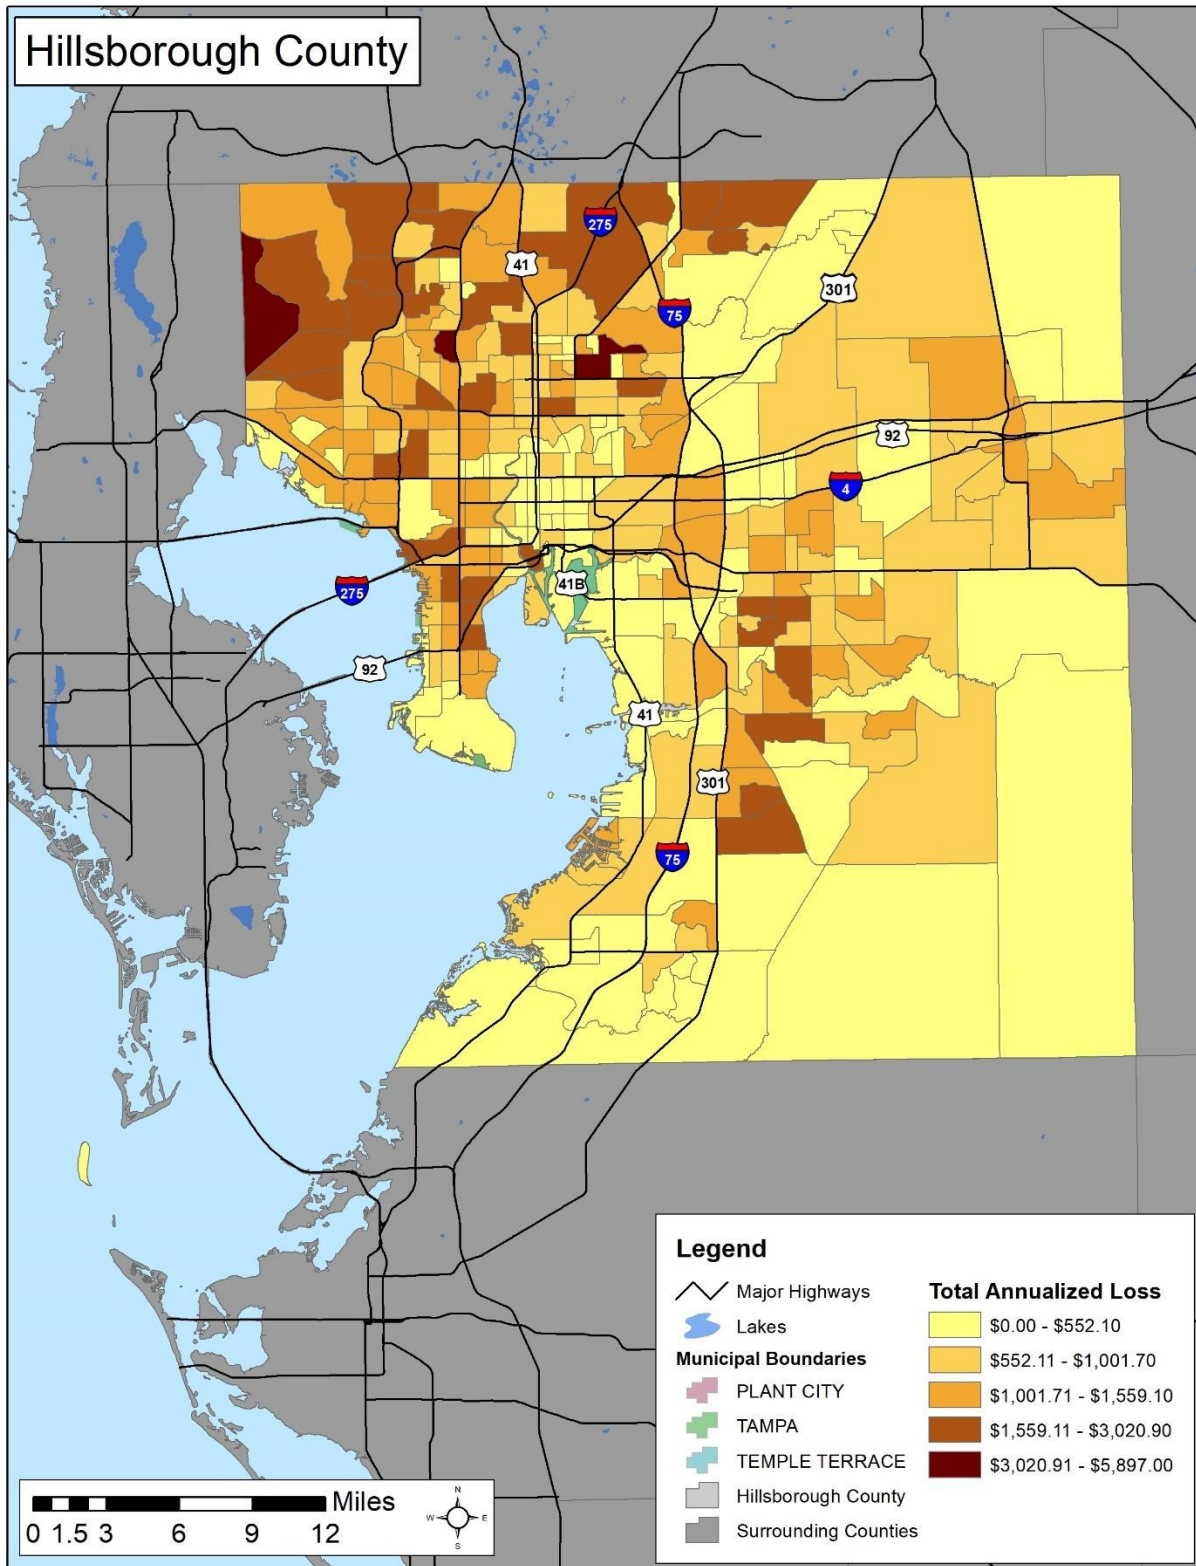 Hillsborough County
275
41
301
75
92
4
41B
275
92
41
301
75
Legend
Major Highways
Lakes
Municipal Boundaries
PLANT CITY
TAMPA
TEMPLE TERRACE
Hillsborough County
Surrounding Counties
Total Annualized Loss
$0.00 - $552.10
$552.11 - $1,001.70
$1,001.71 - $1,559.10
$1,559.11 - $3,020.90
$3,020.91 - $5,897.00
Miles
0 1.5 3 6 9 12
N
W E
S